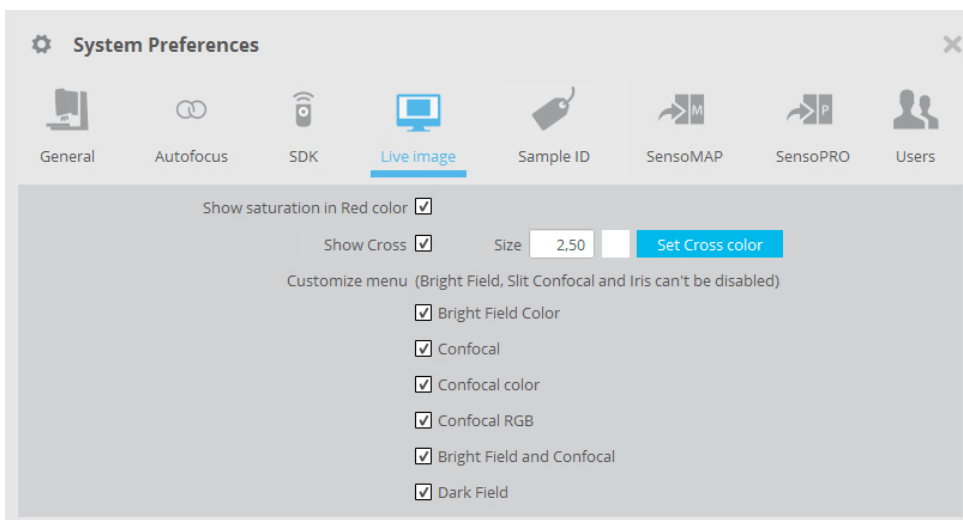 System Preferences
General Autofocus SDK Live image Sample ID SensoMAP SensoPRO Users
Show saturation in Red color
Show Cross Size 2,50 Set Cross color
Customize menu (Bright Field, Slit Confocal and Iris can't be disabled)
Bright Field Color
Confocal
Confocal color
Confocal RGB
Bright Field and Confocal
Dark Field